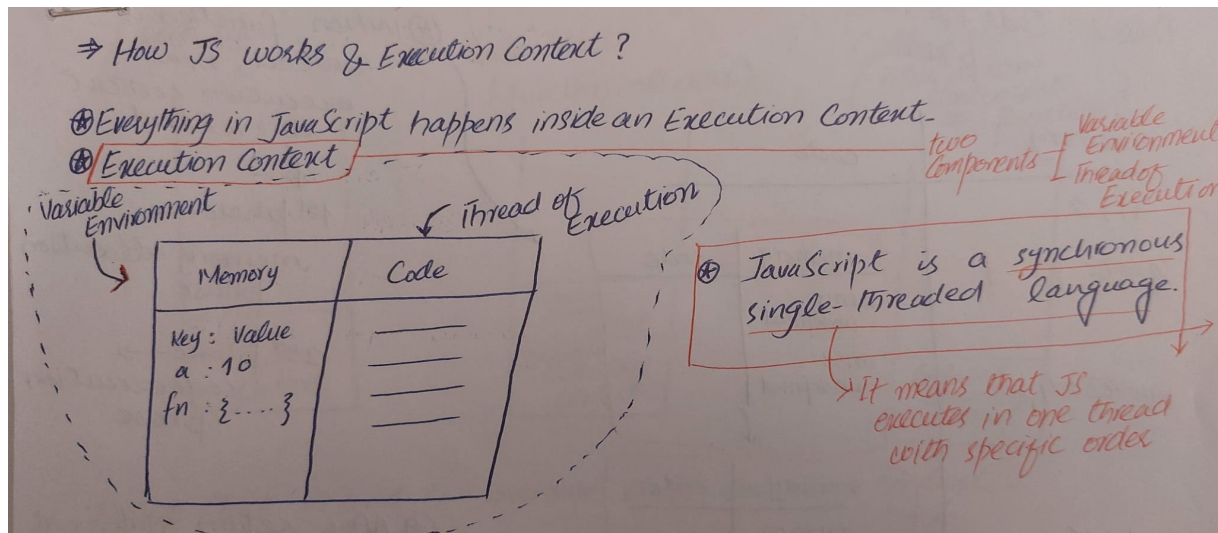 ⇒ How JS works & Execution Context ?
Everything in JavaScript happens inside an Execution Context.
Execution Context
two
Components
Variable
Environment
Thread of
Execution
Variable
Environment
Thread of
Execution
Memory
Code
Key : Value
a : 10
fn : {.....}
JavaScript is a synchronous
single-threaded language.
It means that JS
executes in one thread
with specific order